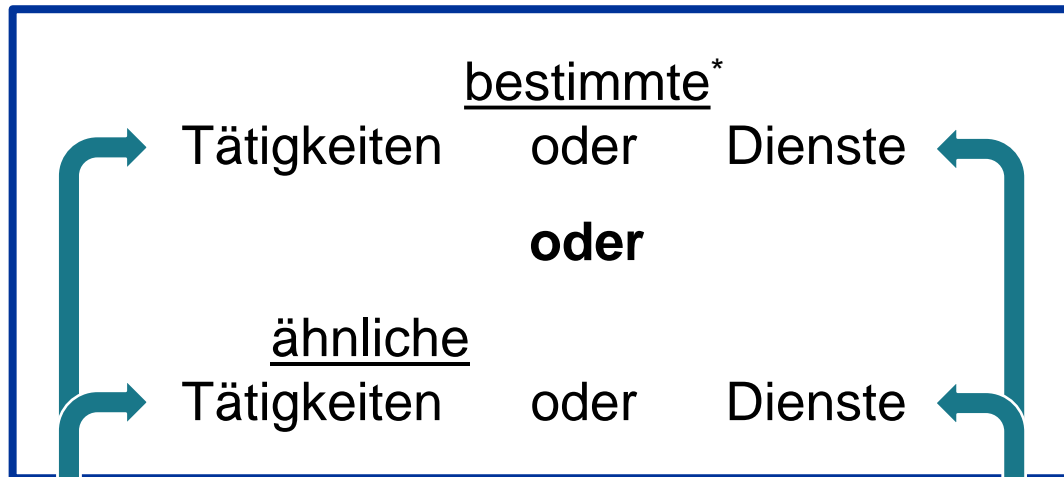 bestimmte*
Tätigkeiten oder Dienste
oder
ähnliche
Tätigkeiten oder Dienste